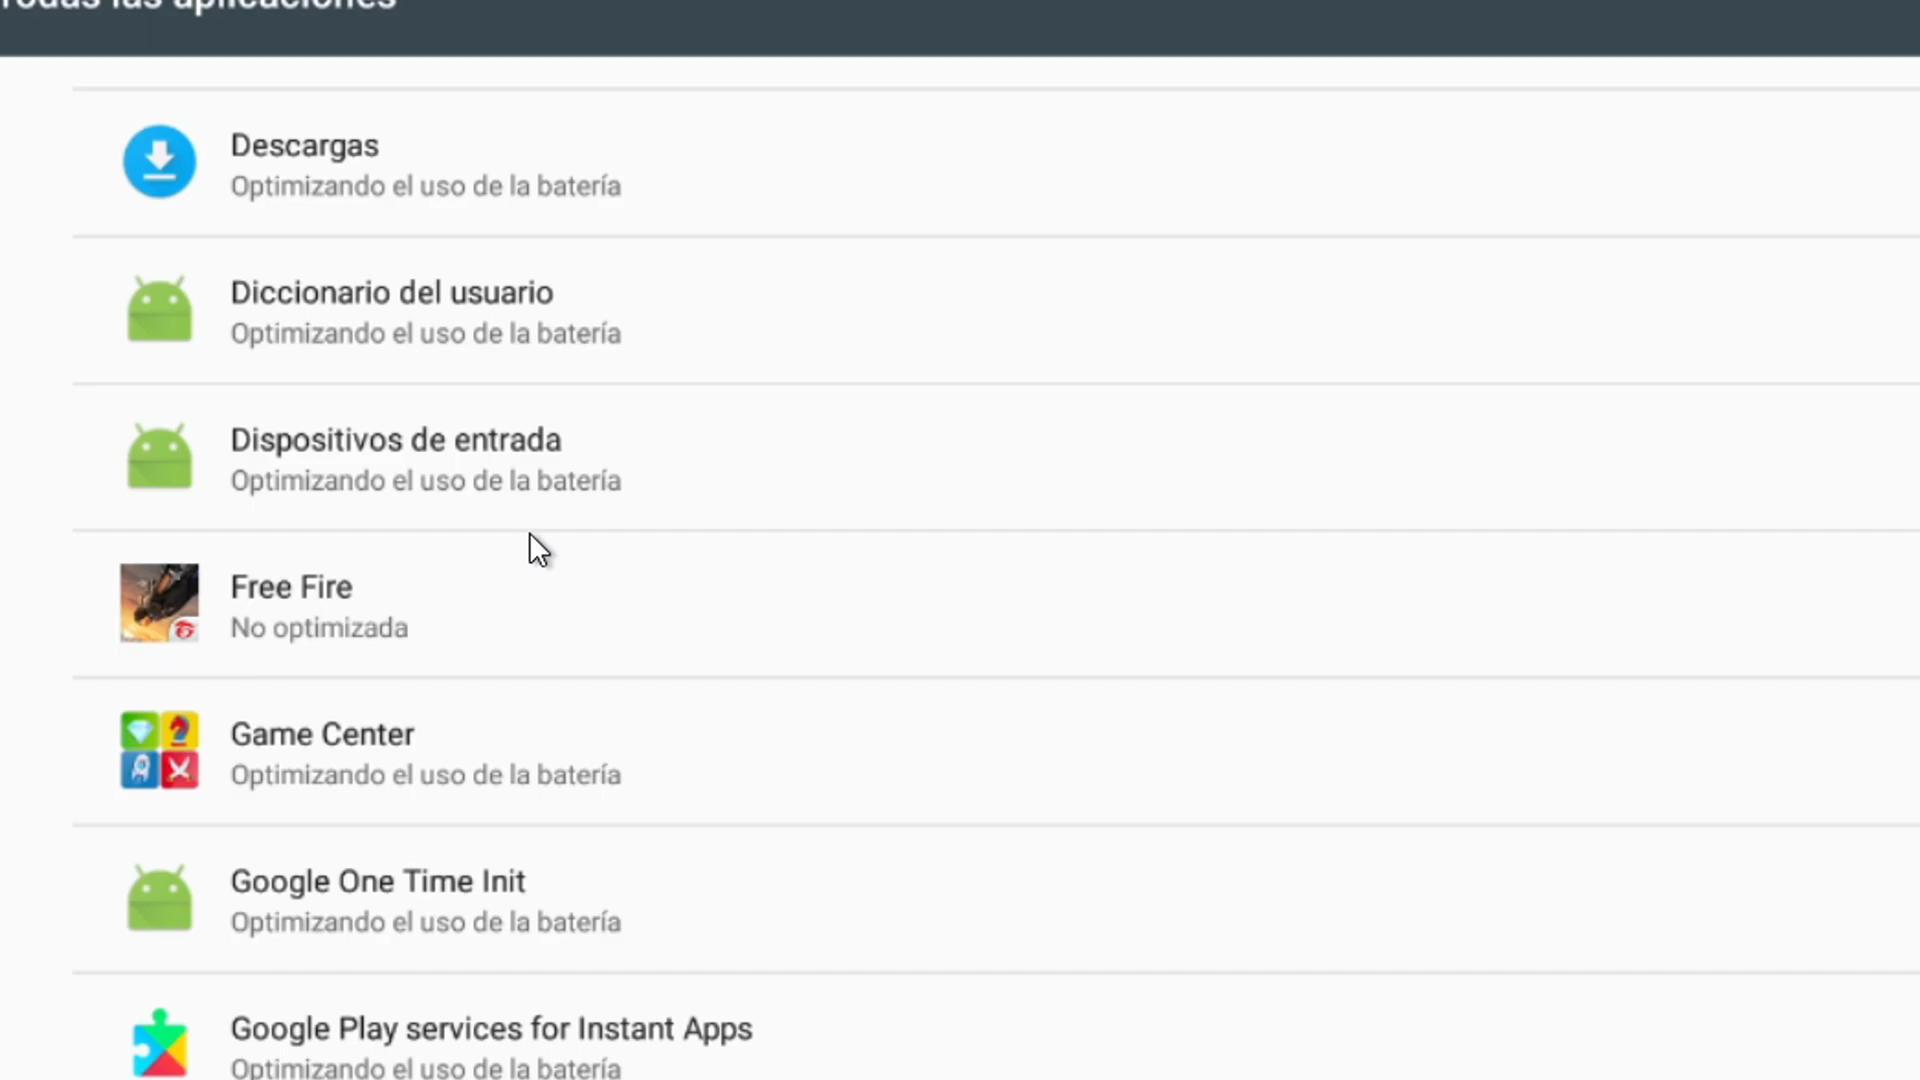 Todas las aplicaciones
Descargas
Optimizando el uso de la batería
Diccionario del usuario
Optimizando el uso de la batería
Dispositivos de entrada
Optimizando el uso de la batería
Free Fire
No optimizada
Game Center
Optimizando el uso de la batería
Google One Time Init
Optimizando el uso de la batería
Google Play services for Instant Apps
Optimizando el uso de la batería